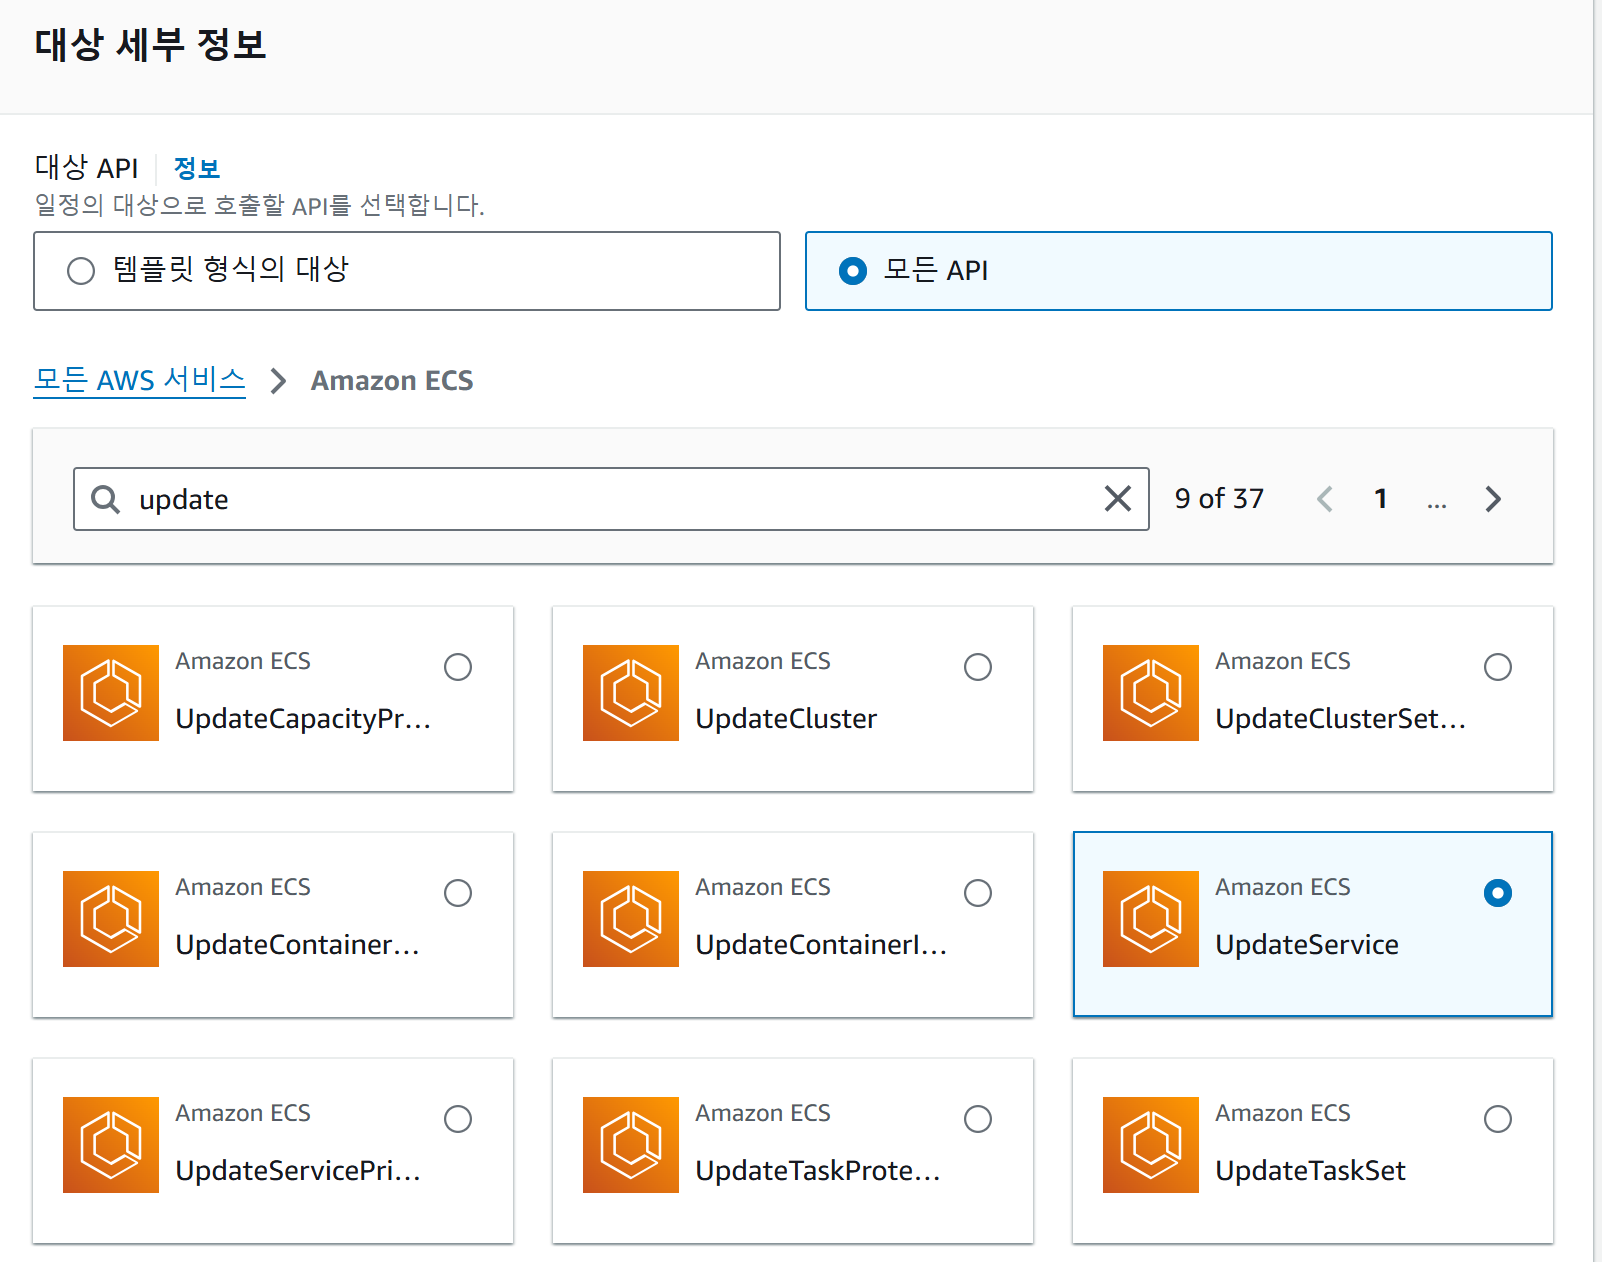 대상 세부 정보
대상 API 정보
일정의 대상으로 호출할 API를 선택합니다.
템플릿 형식의 대상
모든 API
모든 AWS 서비스 > Amazon ECS
update
9 of 37
1 ...
Amazon ECS
UpdateCapacityPr...
Amazon ECS
UpdateCluster
Amazon ECS
UpdateClusterSet...
Amazon ECS
UpdateContainer...
Amazon ECS
UpdateContainerI...
Amazon ECS
UpdateService
Amazon ECS
UpdateServicePri...
Amazon ECS
UpdateTaskProte...
Amazon ECS
UpdateTaskSet